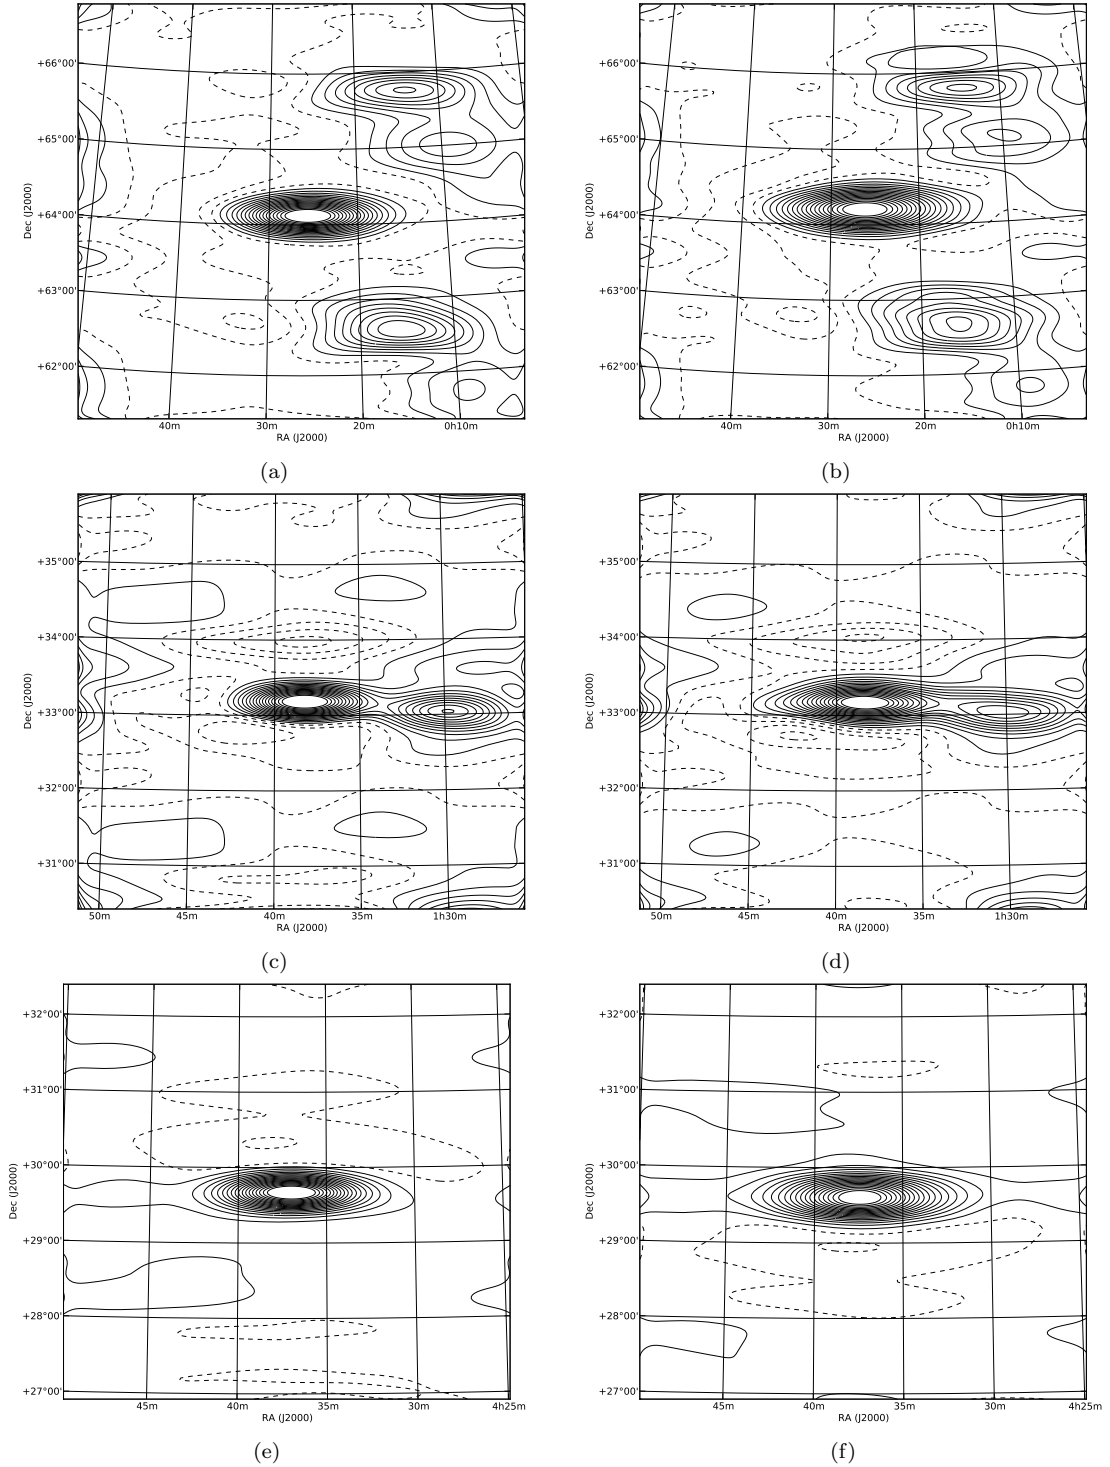 +66°00'
+65°00'
+64°00'
+63°00'
+62°00'
Dec (J2000)
40m 30m 20m 0h10m
RA (J2000)
(a)
+66°00'
+65°00'
+64°00'
+63°00'
+62°00'
Dec (J2000)
40m 30m 20m 0h10m
RA (J2000)
(b)
+35°00'
+34°00'
+33°00'
+32°00'
+31°00'
Dec (J2000)
50m 45m 40m 35m 1h30m
RA (J2000)
(c)
+35°00'
+34°00'
+33°00'
+32°00'
+31°00'
Dec (J2000)
50m 45m 40m 35m 1h30m
RA (J2000)
(d)
+32°00'
+31°00'
+30°00'
+29°00'
+28°00'
+27°00'
Dec (J2000)
45m 40m 35m 30m 4h25m
RA (J2000)
(e)
+32°00'
+31°00'
+30°00'
+29°00'
+28°00'
+27°00'
Dec (J2000)
45m 40m 35m 30m 4h25m
RA (J2000)
(f)